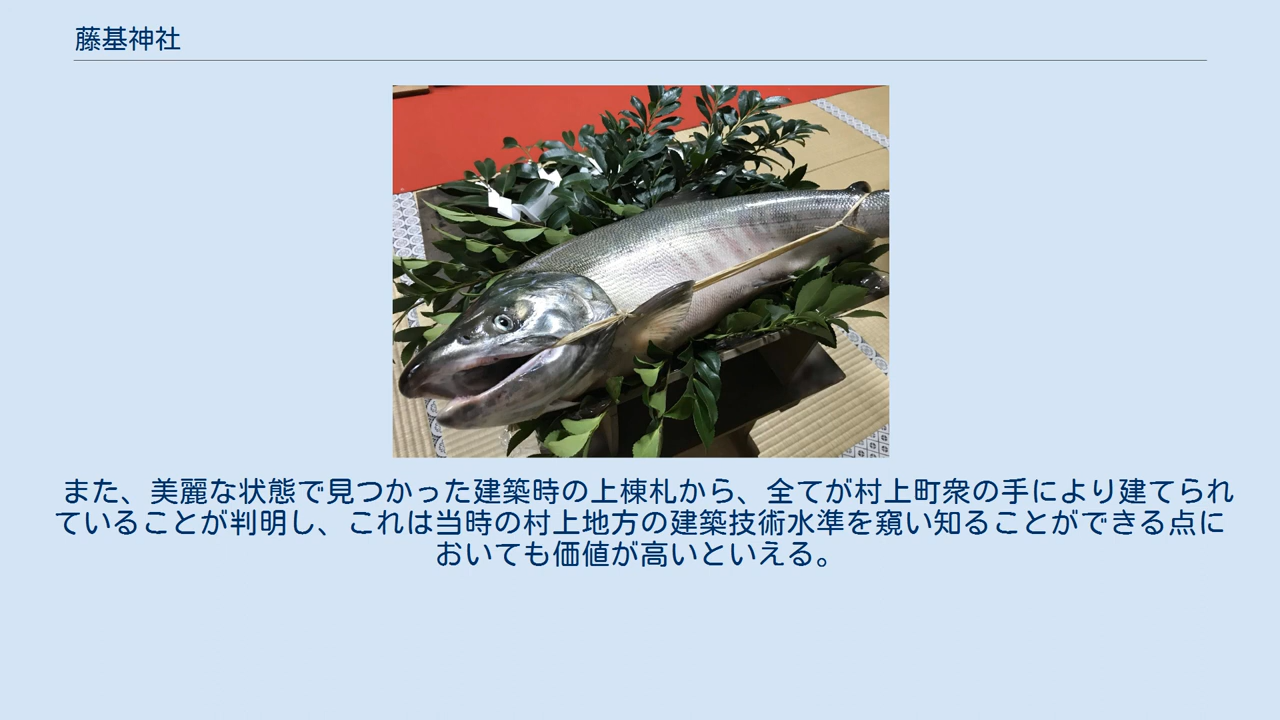 藤基神社
また、美麗な状態で見つかった建築時の上棟札から、全てが村上町衆の手により建てられ
ていることが判明し、これは当時の村上地方の建築技術水準を窺い知ることができる点に
おいても価値が高いといえる。